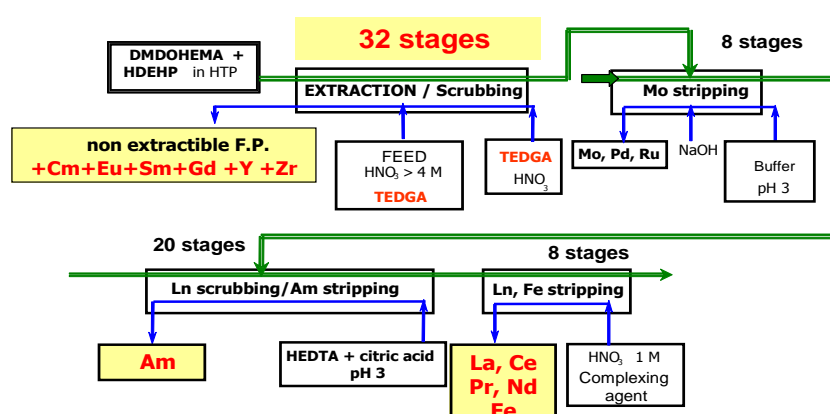 32 stages
8 stages
DMDOHEMA +
HDEHP in HTP
EXTRACTION / Scrubbing
Mo stripping
non extractible F.P.
+Cm+Eu+Sm+Gd +Y +Zr
FEED
HNO3 > 4 M
TEDGA
TEDGA
HNO3
Mo, Pd, Ru
NaOH
Buffer
pH 3
20 stages
8 stages
Ln scrubbing/Am stripping
Ln, Fe stripping
Am
HEDTA + citric acid
pH 3
La, Ce
Pr, Nd
Fe
HNO3 1 M
Complexing
agent